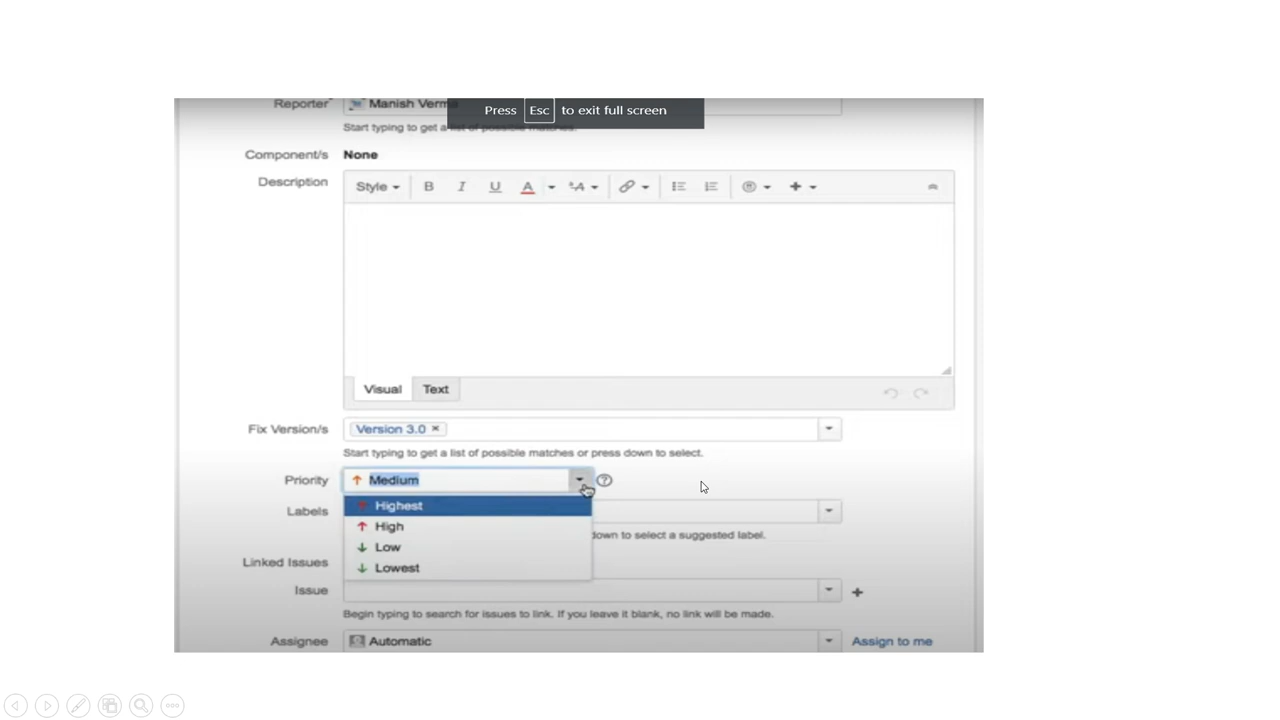 Reporter Manish Verma
Press Esc to exit full screen
Start typing to get a list of possible matches.
Component/s None
Description Style B I U A A
Visual Text
Fix Version/s Version 3.0 ×
Start typing to get a list of possible matches or press down to select.
Priority Medium ?
Highest
Labels
High
down to select a suggested label.
Low
Linked Issues
Lowest
Issue
Begin typing to search for issues to link. If you leave it blank, no link will be made.
Assignee Automatic Assign to me